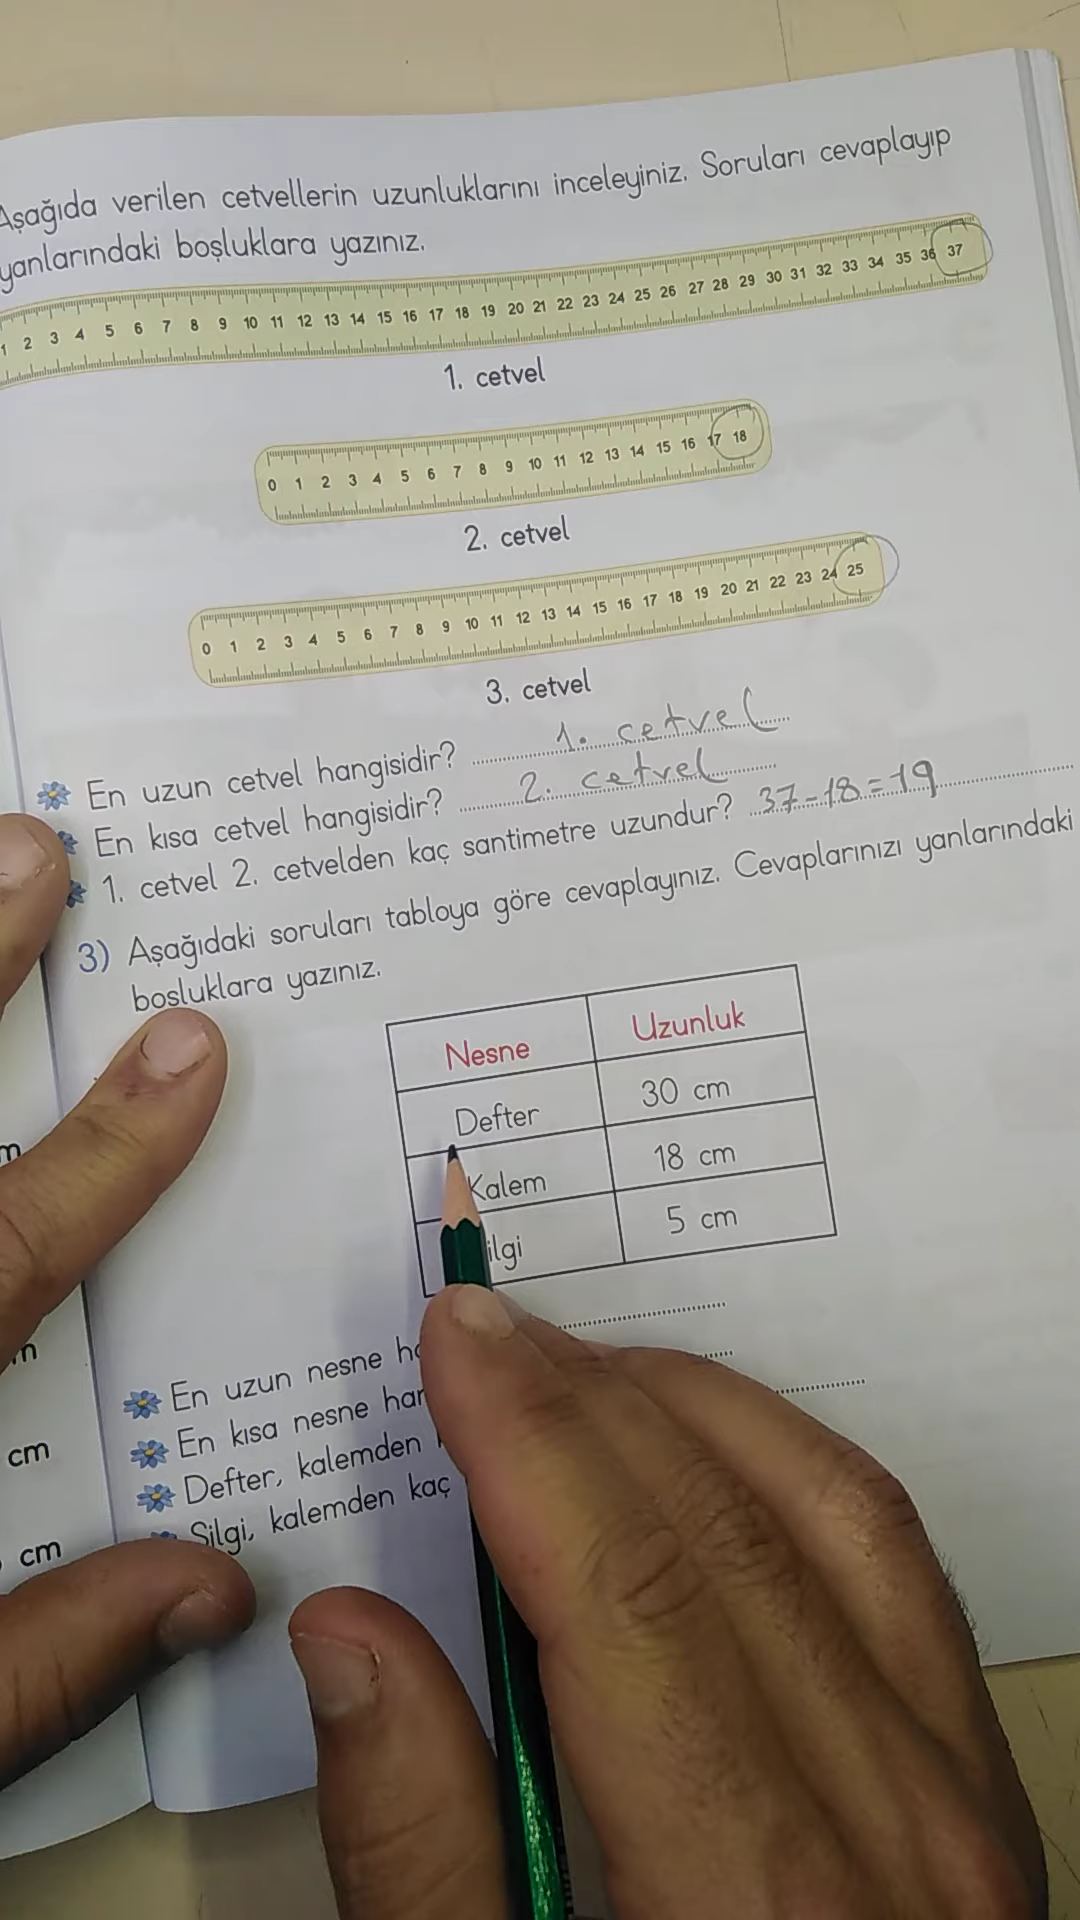 Aşağıda verilen cetvellerin uzunluklarını inceleyiniz. Soruları cevaplayıp
yanlarındaki boşluklara yazınız.
1 2 3 4 5 6 7 8 9 10 11 12 13 14 15 16 17 18 19 20 21 22 23 24 25 26 27 28 29 30 31 32 33 34 35 36 37
1. cetvel
0 1 2 3 4 5 6 7 8 9 10 11 12 13 14 15 16 17 18
2. cetvel
0 1 2 3 4 5 6 7 8 9 10 11 12 13 14 15 16 17 18 19 20 21 22 23 24 25
3. cetvel
En uzun cetvel hangisidir? 1. cetvel
En kısa cetvel hangisidir? 2. cetvel
1. cetvel 2. cetvelden kaç santimetre uzundur? 37-18=19
3) Aşağıdaki soruları tabloya göre cevaplayınız. Cevaplarınızı yanlarındaki
bosluklara yazınız.
Nesne Uzunluk
Defter 30 cm
Kalem 18 cm
ilgi 5 cm
En uzun nesne
En kısa nesne
Defter, kalemden
Silgi, kalemden kaç
cm
cm